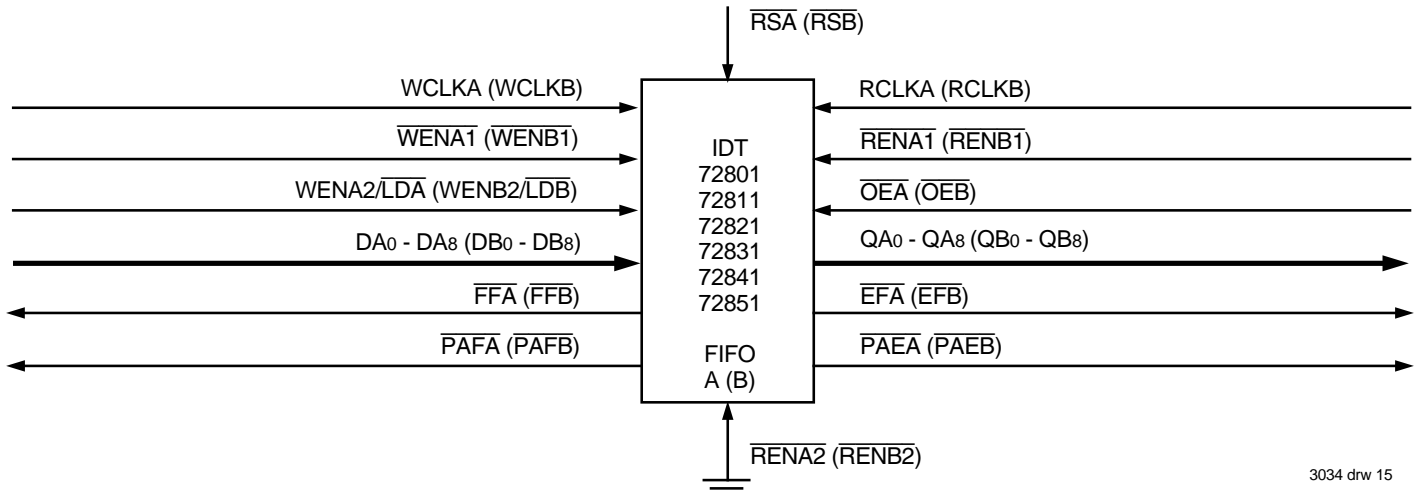 RSA (RSB)
WCLKA (WCLKB)
WENA1 (WENB1)
WENA2/LDA (WENB2/LDB)
DA0 - DA8 (DB0 - DB8)
FFA (FFB)
PAFA (PAFB)
IDT
72801
72811
72821
72831
72841
72851
FIFO
A (B)
RCLKA (RCLKB)
RENA1 (RENB1)
OEA (OEB)
QA0 - QA8 (QB0 - QB8)
EFA (EFB)
PAEA (PAEB)
RENA2 (RENB2)
3034 drw 15